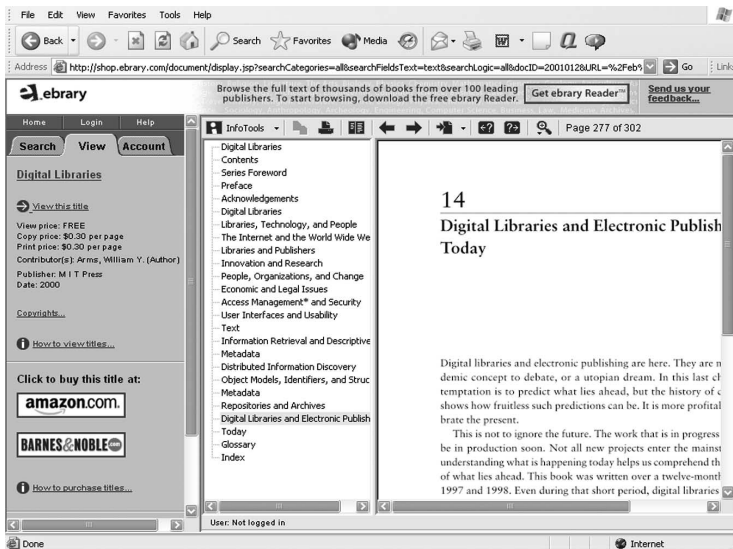 File Edit View Favorites Tools Help
Back Search Favorites Media
Address http://shop.ebrary.com/document/display.jsp?searchCategories=all&searchFieldsText=text&searchLogic=all&docID=2001012&URL=%2Feb% Go Link
ebrary
Browse the full text of thousands of books from over 100 leading
publishers. To start browsing, download the free ebrary Reader.
Get ebrary Reader™
Send us your
feedback...
Home Login Help
Search View Account
InfoTools Page 277 of 302
Digital Libraries
View this title
View price: FREE
Copy price: $0.30 per page
Print price: $0.30 per page
Contributor(s): Arms, William Y. (Author)
Publisher: M I T Press
Date: 2000
Copyrights...
How to view titles...
Click to buy this title at:
amazon.com.
BARNES&NOBLE.com
How to purchase titles...
Digital Libraries
Contents
Series Foreword
Preface
Acknowledgements
Digital Libraries
Libraries, Technology, and People
The Internet and the World Wide We
Libraries and Publishers
Innovation and Research
People, Organizations, and Change
Economic and Legal Issues
Access Management* and Security
User Interfaces and Usability
Text
Information Retrieval and Descriptive
Metadata
Distributed Information Discovery
Object Models, Identifiers, and Struc
Metadata
Repositories and Archives
Digital Libraries and Electronic Publish
Today
Glossary
Index
User: Not logged in
14
Digital Libraries and Electronic Publish
Today
Digital libraries and electronic publishing are here. They are n
demic concept to debate, or a utopian dream. In this last ch
temptation is to predict what lies ahead, but the history of c
shows how fruitless such predictions can be. It is more profital
brate the present.
This is not to ignore the future. The work that is in progress
be in production soon. Not all new projects enter the mainst
understanding what is happening today helps us comprehend th
of what lies ahead. This book was written over a twelve-month
1997 and 1998. Even during that short period, digital libraries
Done Internet